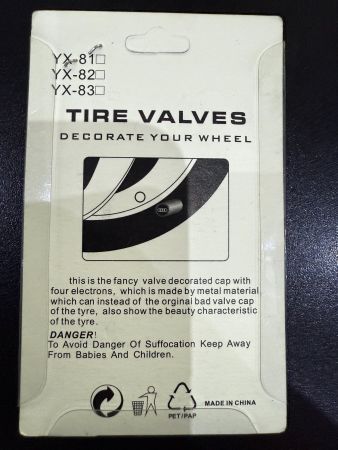 YX-81□
YX-82□
YX-83□
TIRE VALVES
DECORATE YOUR WHEEL
this is the fancy valve decorated cap with
four electrons, which is made by metal material
which can instead of the orginal bad valve cap
of the tyre, also show the beauty characteristic
of the tyre.
DANGER!
To Avoid Danger Of Suffocation Keep Away
From Babies And Children.
PET/PAP
MADE IN CHINA